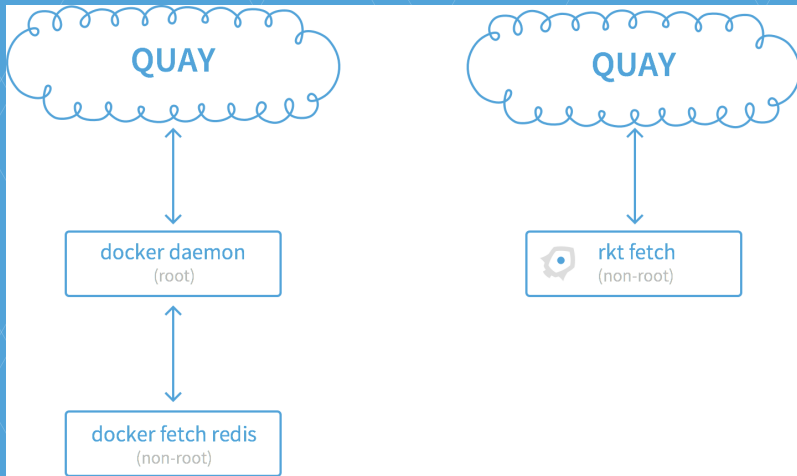 QUAY
docker daemon
(root)
docker fetch redis
(non-root)
QUAY
rkt fetch
(non-root)